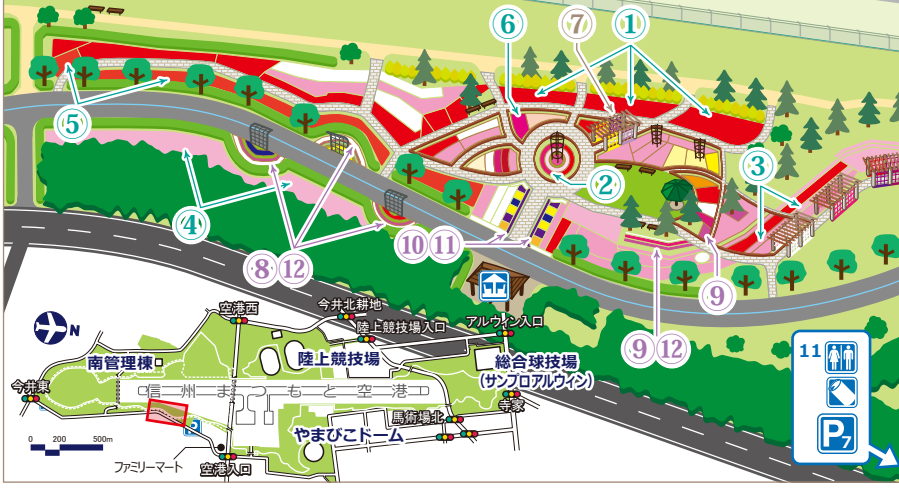 ⑥ ⑦ ①
⑤
②
③
④
⑧⑫
⑩⑪
⑨
⑨⑫
N
空港西
今井北耕地
陸上競技場入口
アルウィン入口
南管理棟
陸上競技場
総合球技場
(サンプロアルウィン)
今井東
信州まつもと空港
寺家
馬術場北
やまびこドーム
0 200 500m
ファミリーマート
空港入口
11
P7